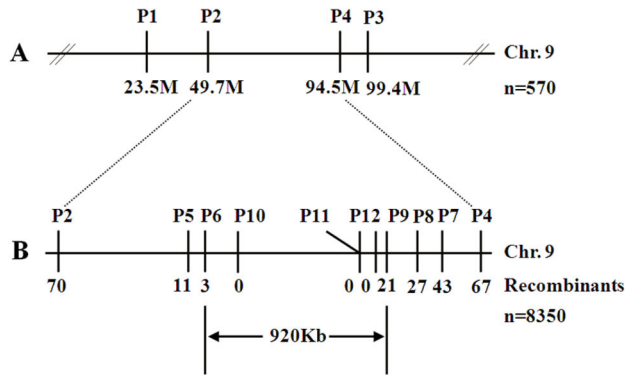 P1 P2 P4 P3
A Chr. 9
23.5M 49.7M 94.5M 99.4M n=570
P2 P5 P6 P10 P11 P12 P9 P8 P7 P4
B Chr. 9
70 11 3 0 0 0 21 27 43 67 Recombinants
n=8350
920Kb